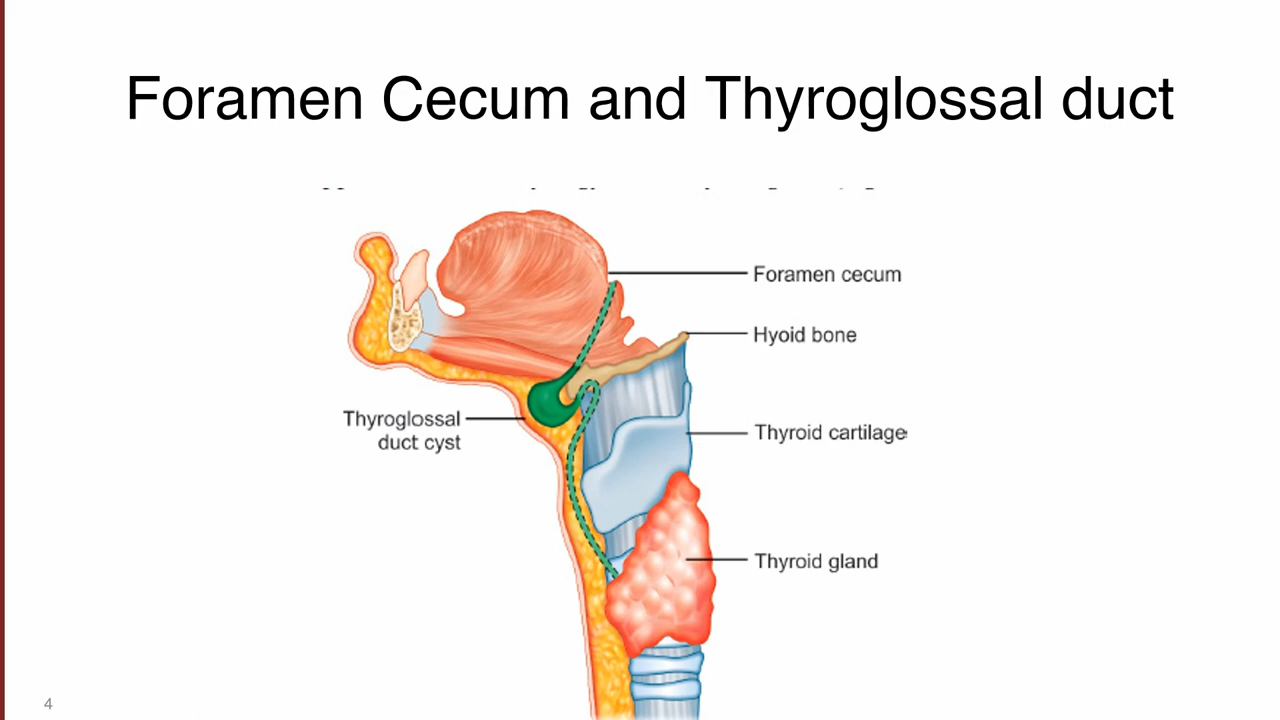 Foramen Cecum and Thyroglossal duct
Foramen cecum
Hyoid bone
Thyroglossal
duct cyst
Thyroid cartilage
Thyroid gland
4